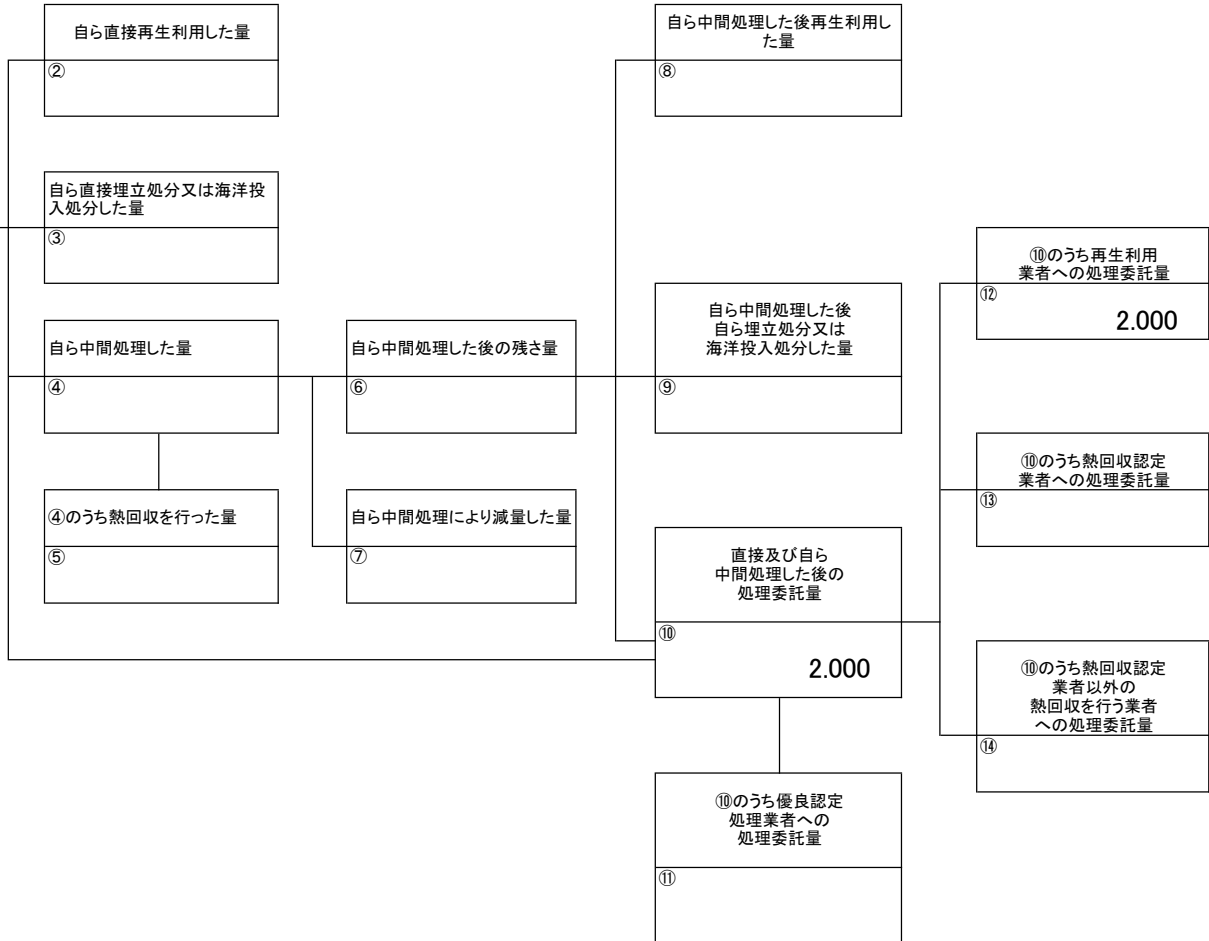 自ら直接再生利用した量
②
自ら中間処理した後再生利用し
た量
⑧
自ら直接埋立処分又は海洋投
入処分した量
③
⑩のうち再生利用
業者への処理委託量
⑫
2.000
自ら中間処理した量
④
自ら中間処理した後の残さ量
⑥
自ら中間処理した後
自ら埋立処分又は
海洋投入処分した量
⑨
⑩のうち熱回収認定
業者への処理委託量
⑬
④のうち熱回収を行った量
⑤
自ら中間処理により減量した量
⑦
直接及び自ら
中間処理した後の
処理委託量
⑩
2.000
⑩のうち熱回収認定
業者以外の
熱回収を行う業者
への処理委託量
⑭
⑩のうち優良認定
処理業者への
処理委託量
⑪